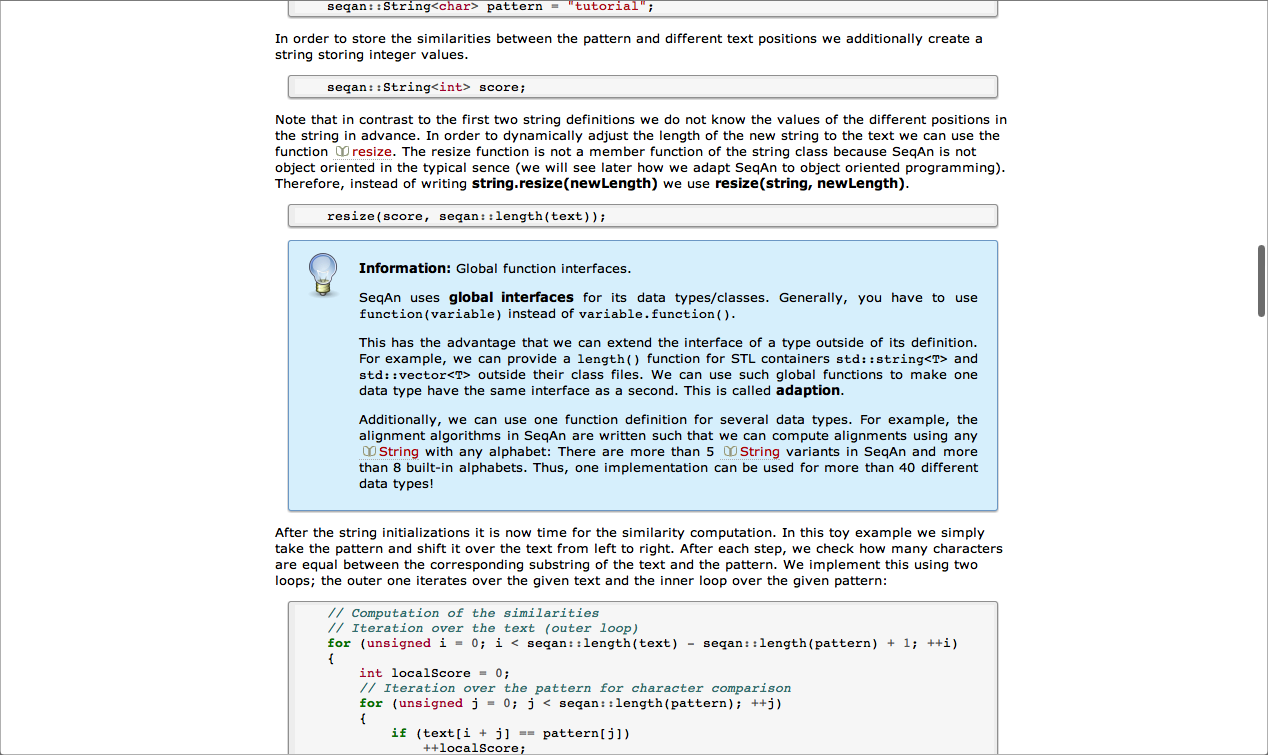 seqan::String<char> pattern = "tutorial";
In order to store the similarities between the pattern and different text positions we additionally create a
string storing integer values.
seqan::String<int> score;
Note that in contrast to the first two string definitions we do not know the values of the different positions in
the string in advance. In order to dynamically adjust the length of the new string to the text we can use the
function resize. The resize function is not a member function of the string class because SeqAn is not
object oriented in the typical sence (we will see later how we adapt SeqAn to object oriented programming).
Therefore, instead of writing string.resize(newLength) we use resize(string, newLength).
resize(score, seqan::length(text));
Information: Global function interfaces.
SeqAn uses global interfaces for its data types/classes. Generally, you have to use
function(variable) instead of variable.function().
This has the advantage that we can extend the interface of a type outside of its definition.
For example, we can provide a length() function for STL containers std::string<T> and
std::vector<T> outside their class files. We can use such global functions to make one
data type have the same interface as a second. This is called adaption.
Additionally, we can use one function definition for several data types. For example, the
alignment algorithms in SeqAn are written such that we can compute alignments using any
String with any alphabet: There are more than 5 String variants in SeqAn and more
than 8 built-in alphabets. Thus, one implementation can be used for more than 40 different
data types!
After the string initializations it is now time for the similarity computation. In this toy example we simply
take the pattern and shift it over the text from left to right. After each step, we check how many characters
are equal between the corresponding substring of the text and the pattern. We implement this using two
loops; the outer one iterates over the given text and the inner loop over the given pattern:
// Computation of the similarities
// Iteration over the text (outer loop)
for (unsigned i = 0; i < seqan::length(text) - seqan::length(pattern) + 1; ++i)
{
int localScore = 0;
// Iteration over the pattern for character comparison
for (unsigned j = 0; j < seqan::length(pattern); ++j)
{
if (text[i + j] == pattern[j])
++localScore;